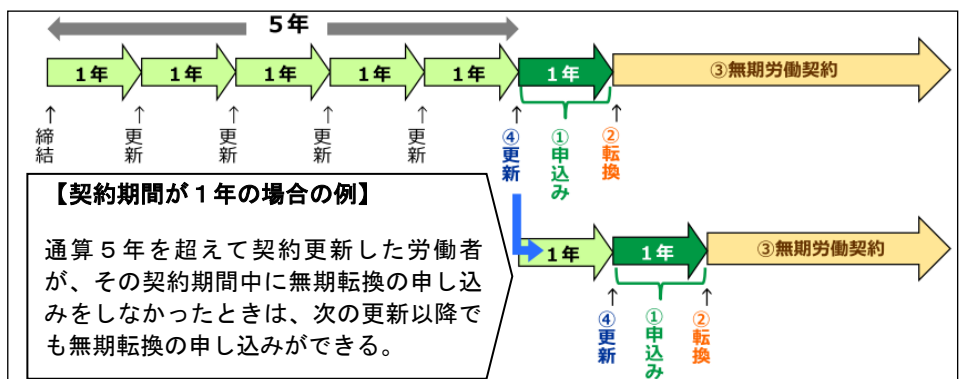 ５年
１年
１年
１年
１年
１年
１年
③無期労働契約
↑
締結
↑
更新
↑
更新
↑
更新
↑
更新
↑
④更新
①申込み
↑
②転換
【契約期間が１年の場合の例】
通算５年を超えて契約更新した労働者
が、その契約期間中に無期転換の申し込
みをしなかったときは、次の更新以降で
も無期転換の申し込みができる。
１年
１年
③無期労働契約
↑
④更新
①申込み
↑
②転換